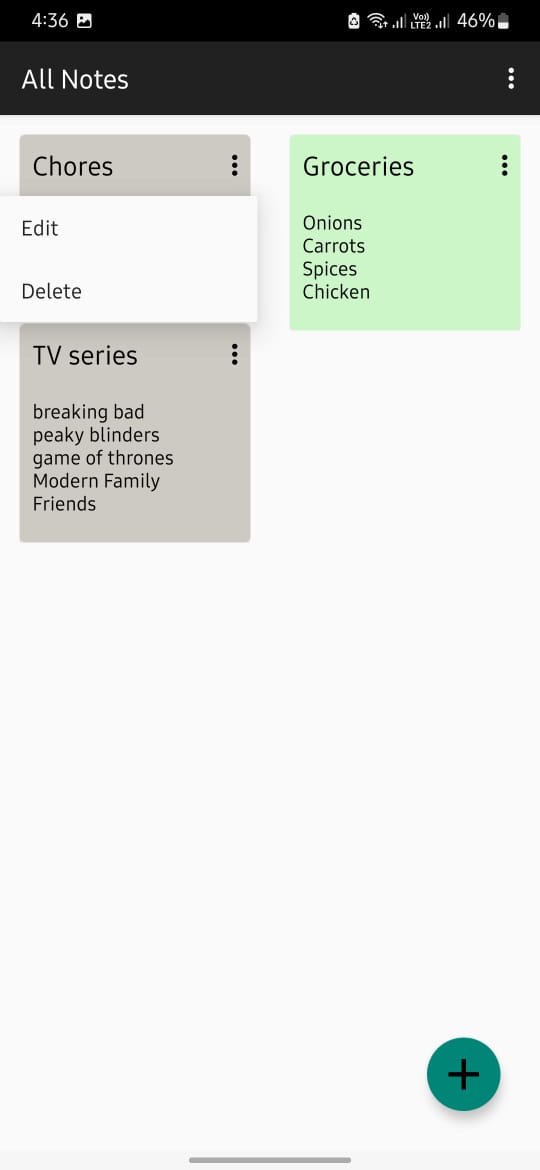 4:36
Vo))
LTE2
46%
All Notes
Chores
Edit
Delete
Groceries
Onions
Carrots
Spices
Chicken
TV series
breaking bad
peaky blinders
game of thrones
Modern Family
Friends